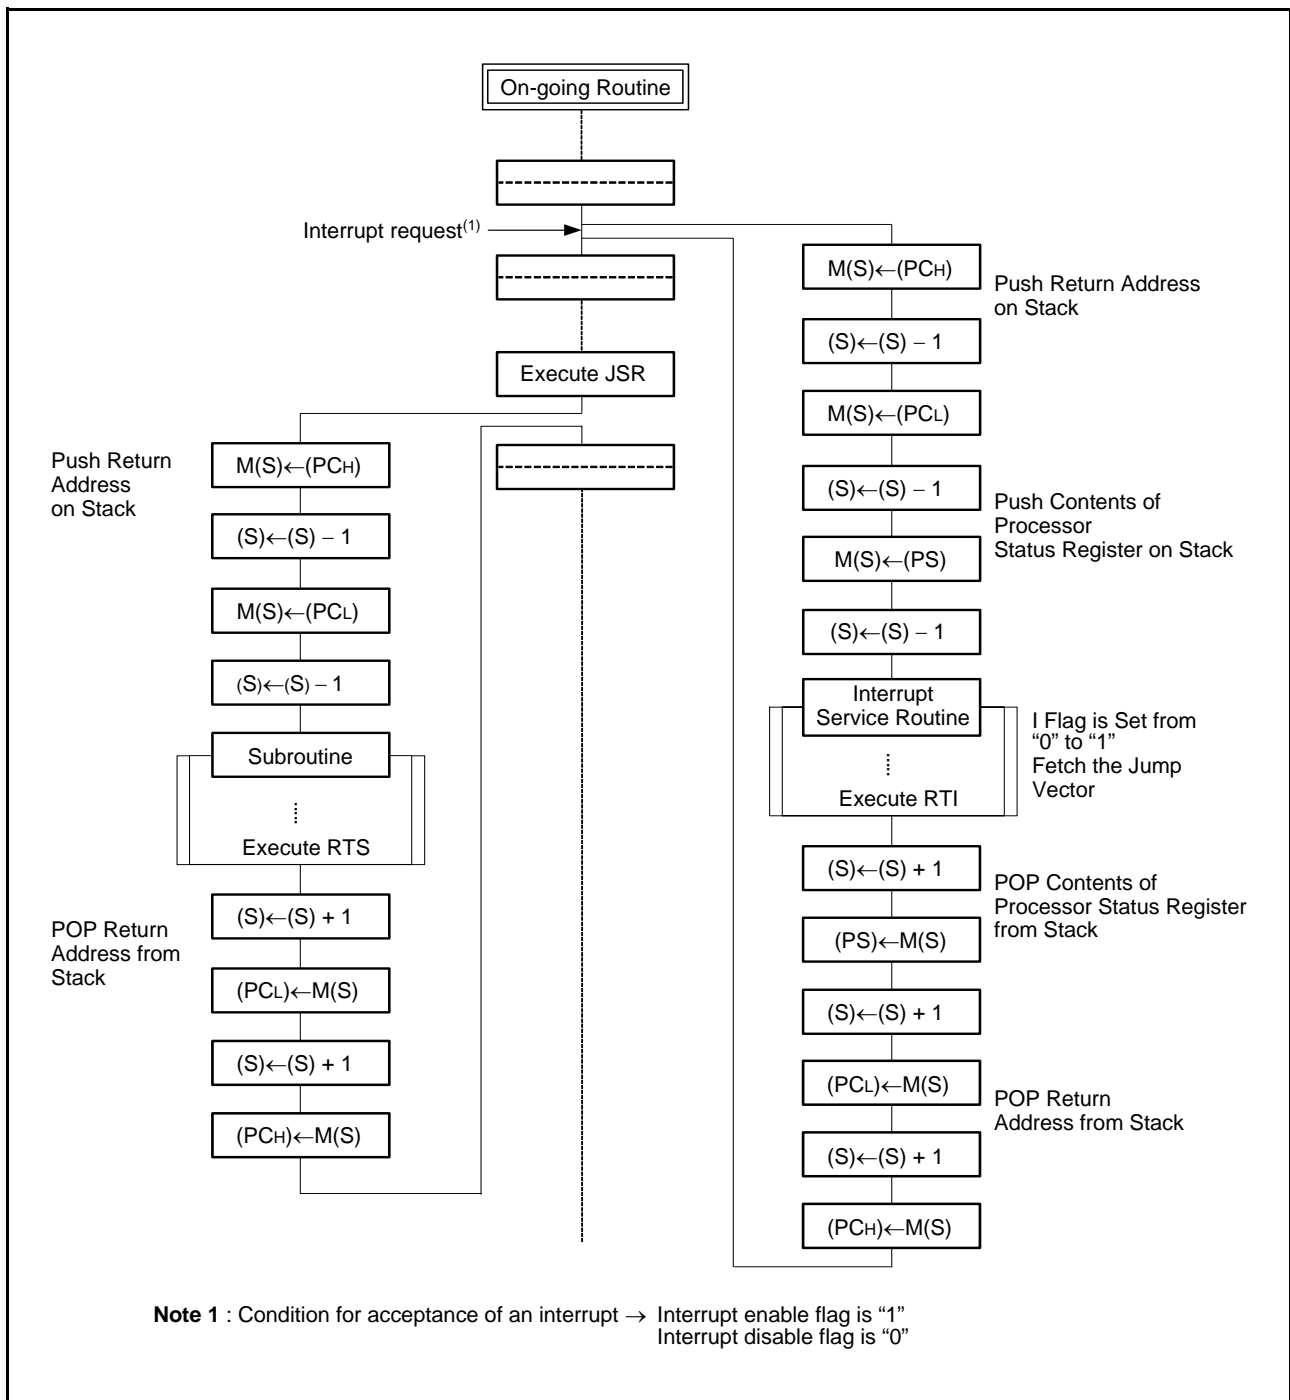 On-going Routine
Interrupt request(1)
Execute JSR
Push Return
Address
on Stack
M(S)←(PCH)
(S)←(S) – 1
M(S)←(PCL)
(S)←(S) – 1
Subroutine
Execute RTS
POP Return
Address from
Stack
(S)←(S) + 1
(PCL)←M(S)
(S)←(S) + 1
(PCH)←M(S)
M(S)←(PCH)
Push Return Address
on Stack
(S)←(S) – 1
M(S)←(PCL)
(S)←(S) – 1
Push Contents of
Processor
Status Register on Stack
M(S)←(PS)
(S)←(S) – 1
Interrupt
Service Routine
I Flag is Set from
“0” to “1”
Fetch the Jump
Vector
Execute RTI
(S)←(S) + 1
POP Contents of
Processor Status Register
from Stack
(PS)←M(S)
(S)←(S) + 1
(PCL)←M(S)
POP Return
Address from Stack
(S)←(S) + 1
(PCH)←M(S)
Note 1 : Condition for acceptance of an interrupt → Interrupt enable flag is “1”
Interrupt disable flag is “0”